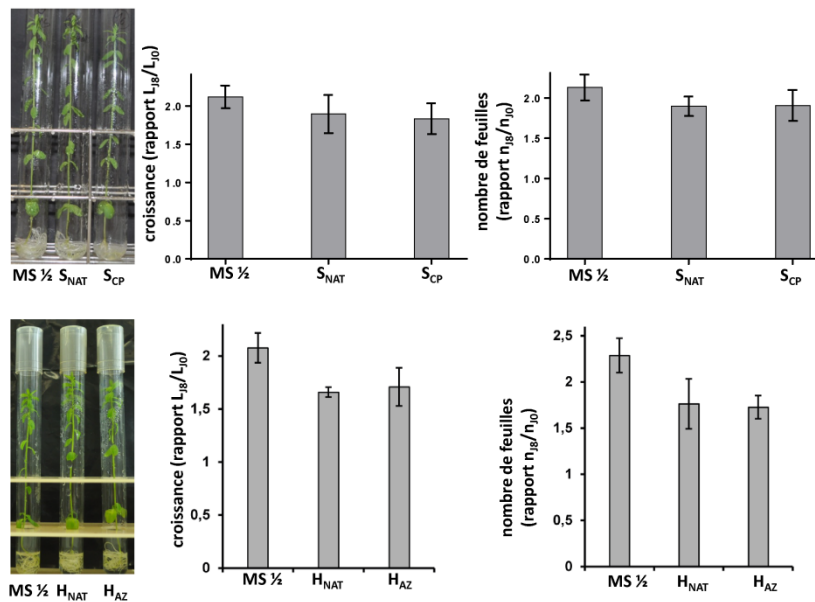 MS ½ S_NAT S_CP
croissance (rapport L_J8/L_J0)
2.0
1.5
1.0
0.5
0.0
MS ½ S_NAT S_CP
nombre de feuilles
(rapport n_J8/n_J0)
2.0
1.5
1.0
0.5
0.0
MS ½ S_NAT S_CP
MS ½ H_NAT H_AZ
croissance (rapport L_J8/L_J0)
2
1,5
1
0,5
0
MS ½ H_NAT H_AZ
nombre de feuilles
(rapport n_J8/n_J0)
2,5
2
1,5
1
0,5
0
MS ½ H_NAT H_AZ